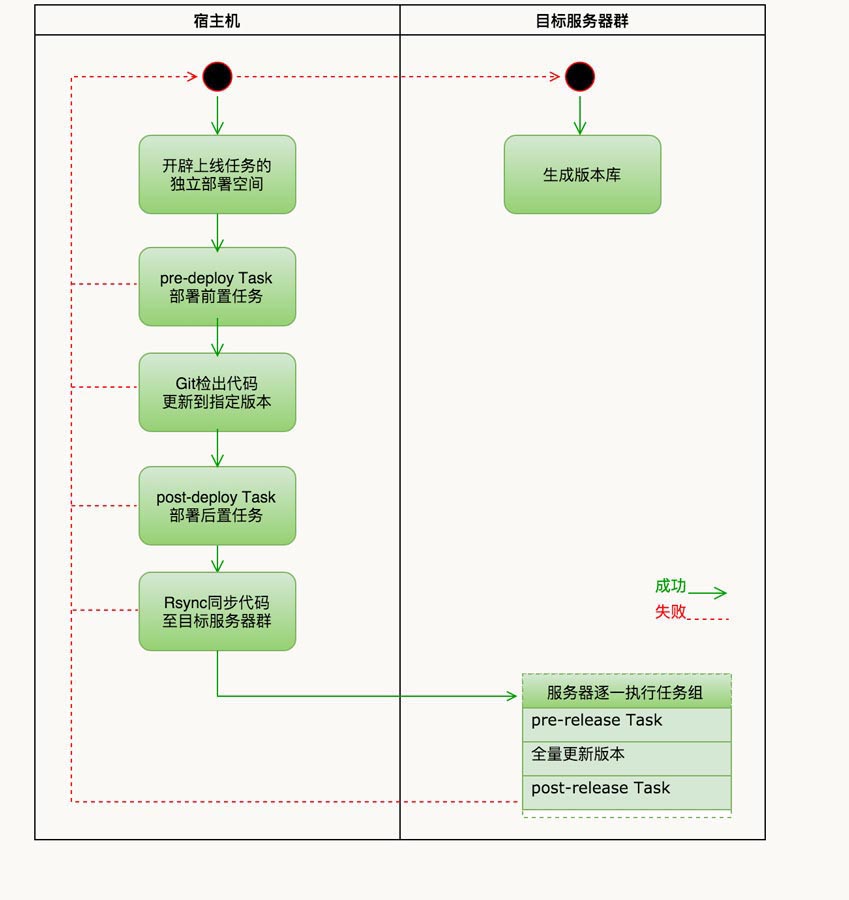 宿主机
目标服务器群
开辟上线任务的
独立部署空间
生成版本库
pre-deploy Task
部署前置任务
Git检出代码
更新到指定版本
post-deploy Task
部署后置任务
Rsync同步代码
至目标服务器群
成功
失败
服务器逐一执行任务组
pre-release Task
全量更新版本
post-release Task